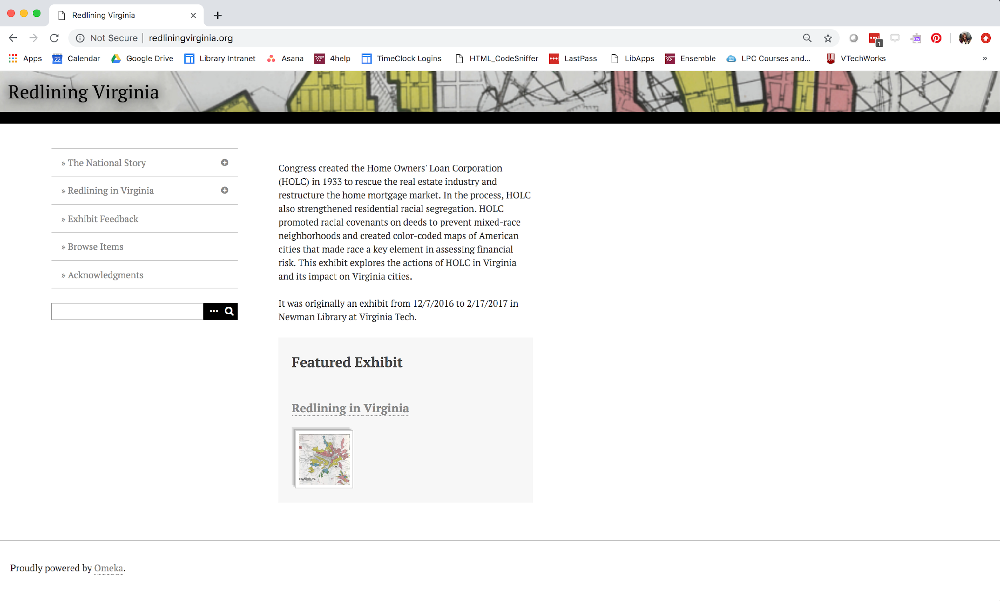 Redlining Virginia
Not Secure | redliningvirginia.org
1
Apps
22 Calendar
Google Drive
Library Intranet
Asana
VT 4help
TimeClock Logins
HTML_CodeSniffer
LastPass
LibApps
VT Ensemble
LPC Courses and...
VTechWorks
»
Redlining Virginia
» The National Story
» Redlining in Virginia
» Exhibit Feedback
» Browse Items
» Acknowledgments
Congress created the Home Owners' Loan Corporation
(HOLC) in 1933 to rescue the real estate industry and
restructure the home mortgage market. In the process, HOLC
also strengthened residential racial segregation. HOLC
promoted racial covenants on deeds to prevent mixed-race
neighborhoods and created color-coded maps of American
cities that made race a key element in assessing financial
risk. This exhibit explores the actions of HOLC in Virginia
and its impact on Virginia cities.
It was originally an exhibit from 12/7/2016 to 2/17/2017 in
Newman Library at Virginia Tech.
Featured Exhibit
Redlining in Virginia
ROANOKE, VA.
Proudly powered by Omeka.